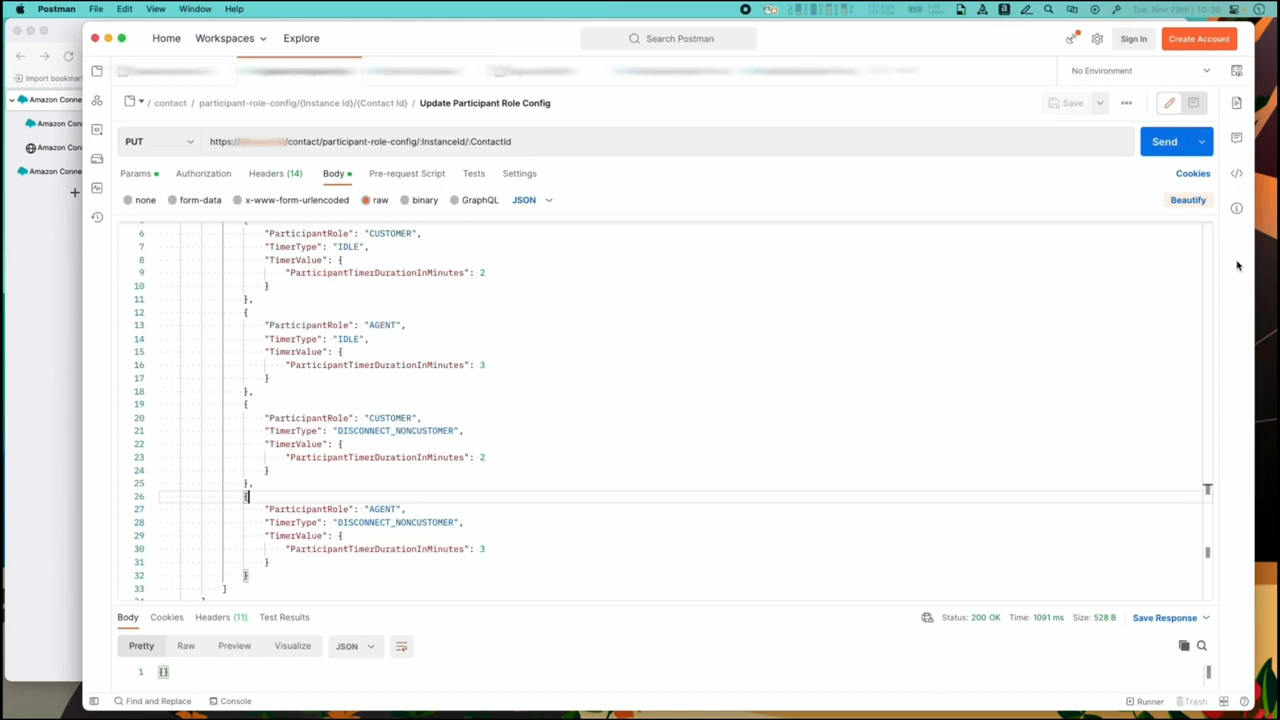 Postman File Edit View Window Help
Tue, Nov 29th | 10:30
Home Workspaces Explore
Search Postman
Sign In Create Account
Import bookmar
No Environment
Amazon Conne
/ contact / participant-role-config/{Instance Id}/{Contact Id} / Update Participant Role Config
Save
Amazon Con
PUT https:// /contact/participant-role-config/:InstanceId/:ContactId
Send
Amazon Con
Amazon Conne
Params Authorization Headers (14) Body Pre-request Script Tests Settings
Cookies
none form-data x-www-form-urlencoded raw binary GraphQL JSON
Beautify
6 "ParticipantRole": "CUSTOMER",
7 "TimerType": "IDLE",
8 "TimerValue": {
9 "ParticipantTimerDurationInMinutes": 2
10 }
11 },
12 {
13 "ParticipantRole": "AGENT",
14 "TimerType": "IDLE",
15 "TimerValue": {
16 "ParticipantTimerDurationInMinutes": 3
17 }
18 },
19 {
20 "ParticipantRole": "CUSTOMER",
21 "TimerType": "DISCONNECT_NONCUSTOMER",
22 "TimerValue": {
23 "ParticipantTimerDurationInMinutes": 2
24 }
25 },
26 {
27 "ParticipantRole": "AGENT",
28 "TimerType": "DISCONNECT_NONCUSTOMER",
29 "TimerValue": {
30 "ParticipantTimerDurationInMinutes": 3
31 }
32 }
33 ]
Body Cookies Headers (11) Test Results
Status: 200 OK Time: 1091 ms Size: 528 B Save Response
Pretty Raw Preview Visualize JSON
1 {}
Find and Replace Console
Runner Trash